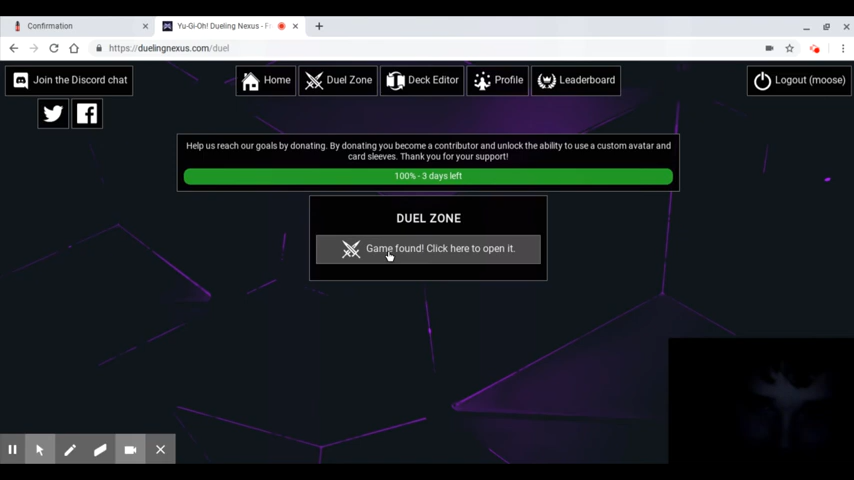 Confirmation
Yu-Gi-Oh! Dueling Nexus - Fr
https://duelingnexus.com/duel
Join the Discord chat
Home
Duel Zone
Deck Editor
Profile
Leaderboard
Logout (moose)
Help us reach our goals by donating. By donating you become a contributor and unlock the ability to use a custom avatar and
card sleeves. Thank you for your support!
100% - 3 days left
DUEL ZONE
Game found! Click here to open it.